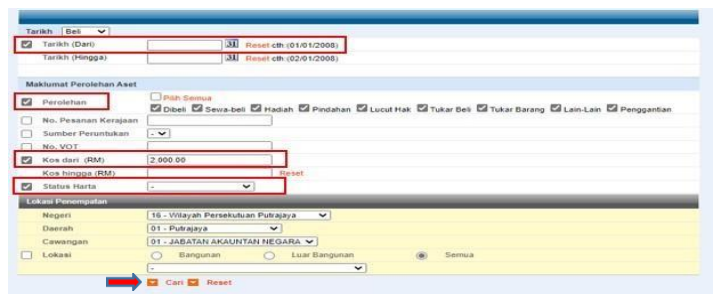 Tarikh Beli
Tarikh (Dari) 31 Reset cth (01/01/2008)
Tarikh (Hingga) 31 Reset cth (02/01/2008)
Maklumat Perolehan Aset
Perolehan Pilih Semua
Dibeli Sewa-beli Hadiah Pindahan Lucut Hak Tukar Beli Tukar Barang Lain-Lain Penggantian
No. Pesanan Kerajaan
Sumber Peruntukan -
No. VOT
Kos dari (RM) 2,000.00
Kos hingga (RM) Reset
Status Harta -
Lokasi Penempatan
Negeri 16 - Wilayah Persekutuan Putrajaya
Daerah 01 - Putrajaya
Cawangan 01 - JABATAN AKAUNTAN NEGARA
Lokasi Bangunan Luar Bangunan Semua
-
Cari Reset